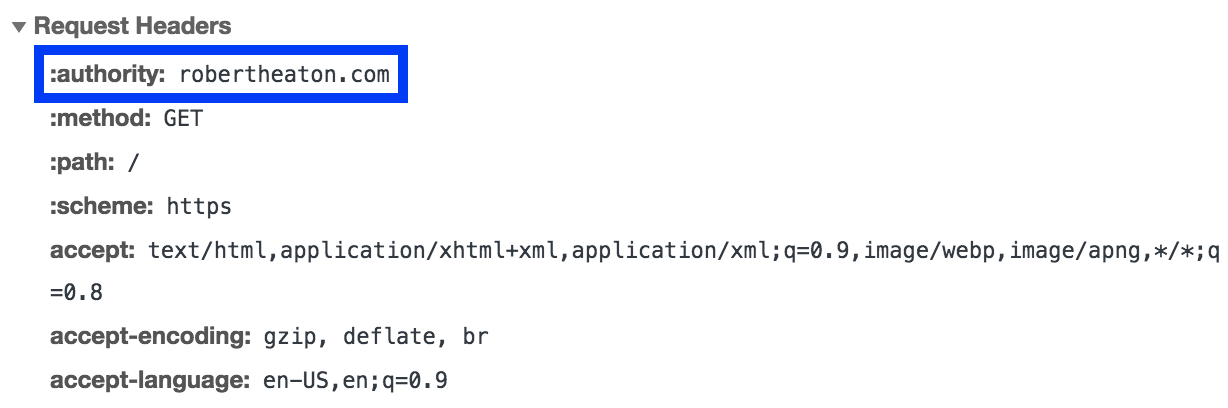 Request Headers
:authority: robertheaton.com
:method: GET
:path: /
:scheme: https
accept: text/html,application/xhtml+xml,application/xml;q=0.9,image/webp,image/apng,*/*;q
=0.8
accept-encoding: gzip, deflate, br
accept-language: en-US,en;q=0.9